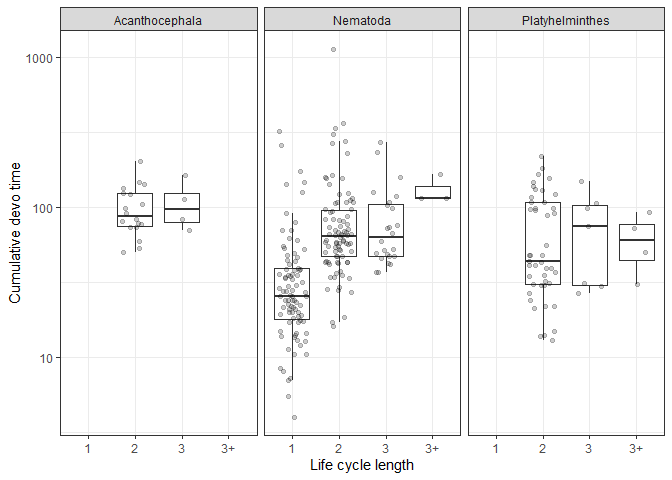 Acanthocephala Nematoda Platyhelminthes
1000
100
10
Cumulative devo time
1 2 3 3+ 1 2 3 3+ 1 2 3 3+
Life cycle length